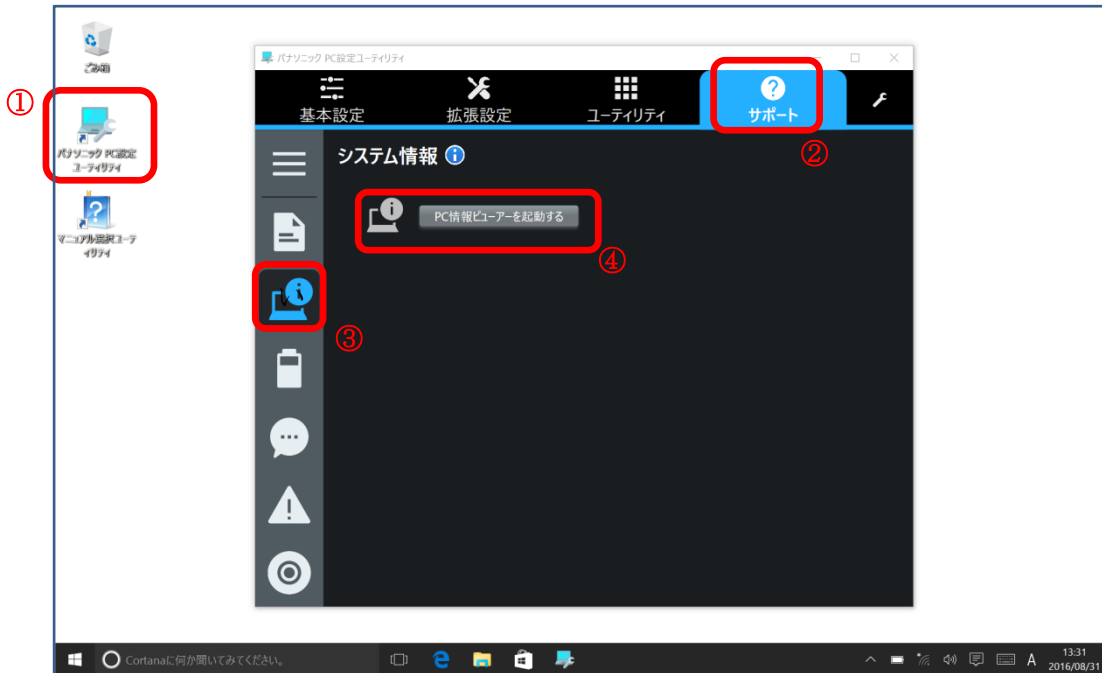 ごみ箱
①
パナソニック PC設定
ユーティリティ
マニュアル選択ユーテ
ィリティ
パナソニック PC設定ユーティリティ
基本設定
拡張設定
ユーティリティ
サポート
②
システム情報
PC情報ビューアーを起動する
④
③
Cortanaに何か聞いてみてください。
A
13:31
2016/08/31